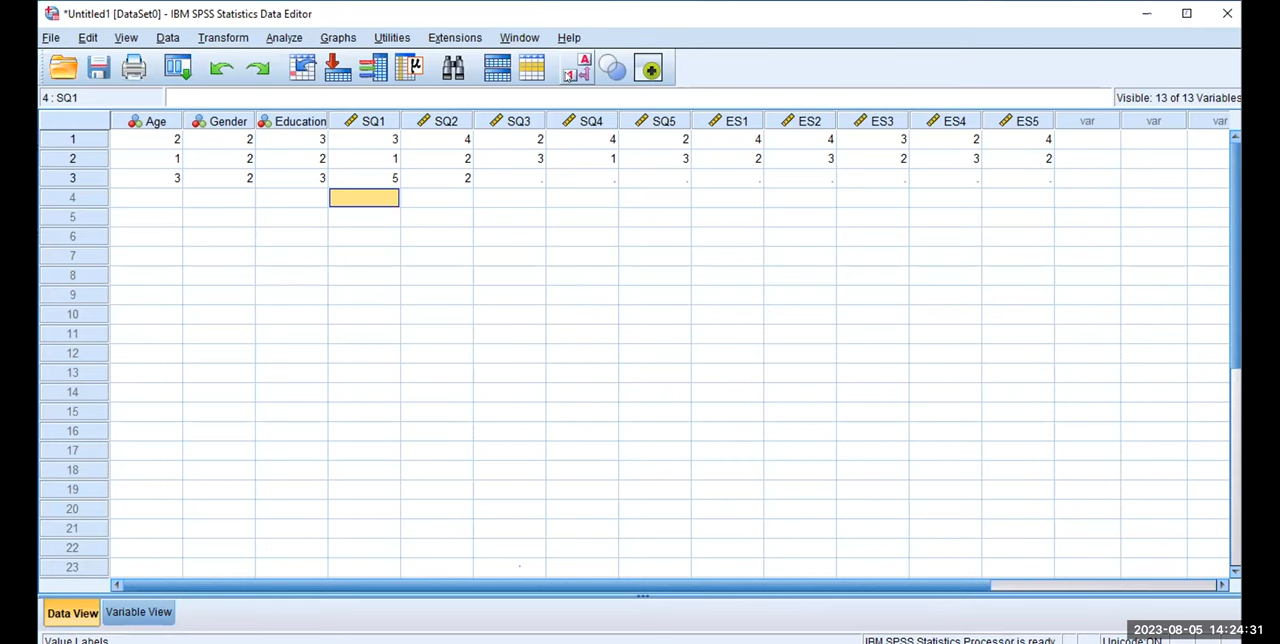 *Untitled1 [DataSet0] - IBM SPSS Statistics Data Editor
File Edit View Data Transform Analyze Graphs Utilities Extensions Window Help
4 : SQ1
Visible: 13 of 13 Variables
Age Gender Education SQ1 SQ2 SQ3 SQ4 SQ5 ES1 ES2 ES3 ES4 ES5 var var var
1 2 2 3 3 4 2 4 2 4 4 3 2 4
2 1 2 2 1 2 3 1 3 2 3 2 3 2
3 3 2 3 5 2 . . . . . . . .
4
5
6
7
8
9
10
11
12
13
14
15
16
17
18
19
20
21
22
23
Data View Variable View
Value Labels IBM SPSS Statistics Processor is ready Unicode:ON
2023-08-05 14:24:31